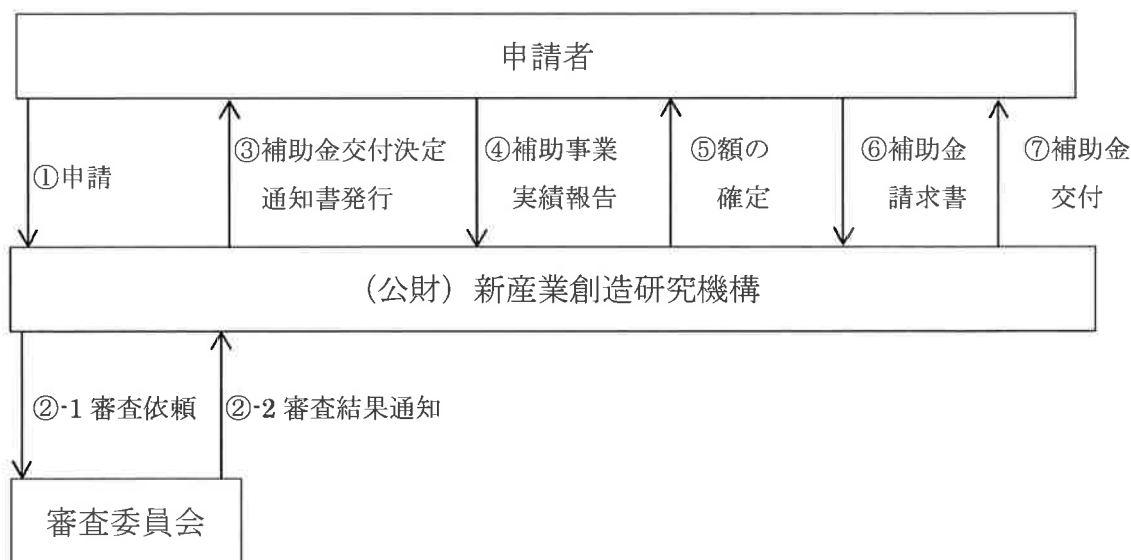 申請者
①申請
③補助金交付決定
通知書発行
④補助事業
実績報告
⑤額の
確定
⑥補助金
請求書
⑦補助金
交付
（公財）新産業創造研究機構
②-1 審査依頼
②-2 審査結果通知
審査委員会